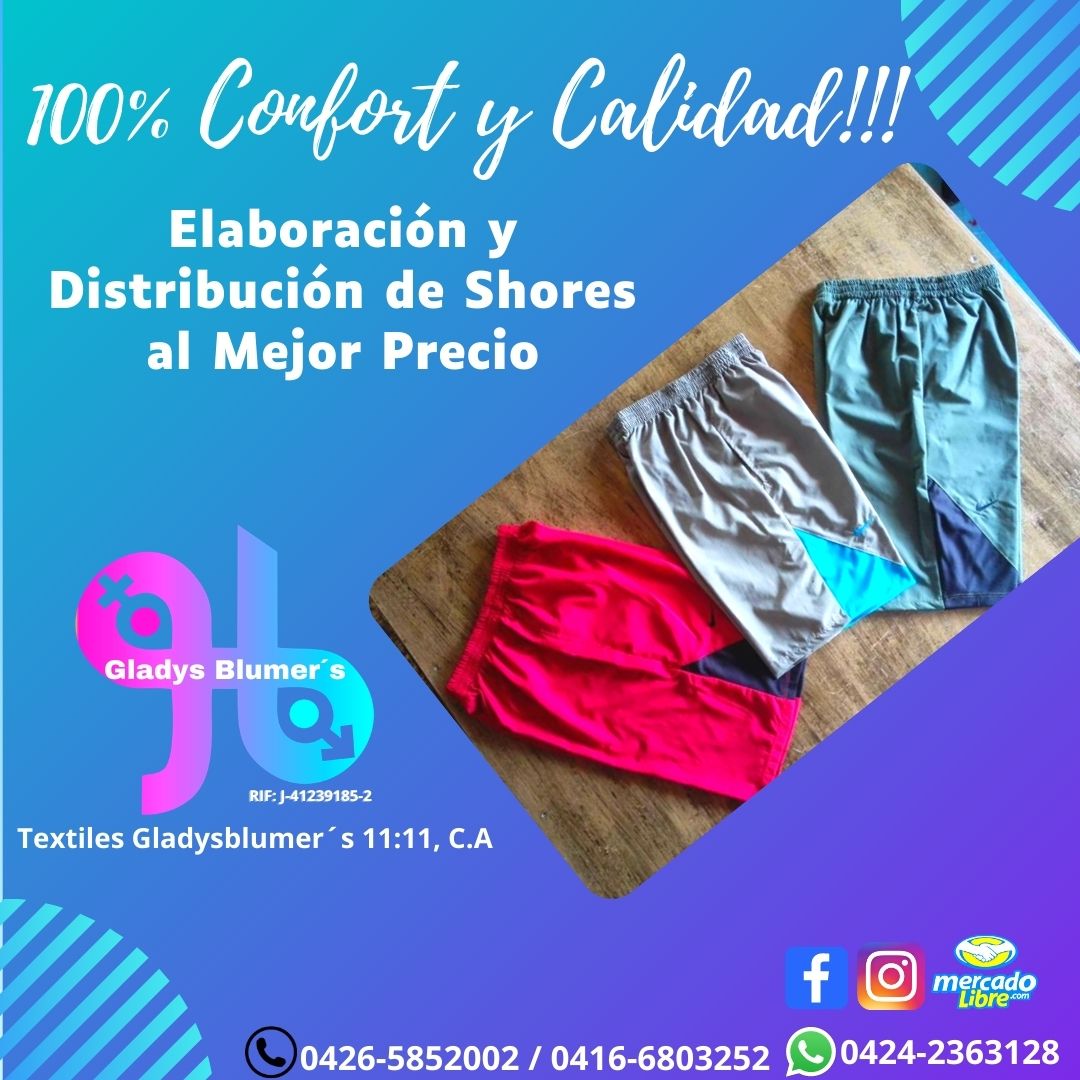 100% Confort y Calidad!!!
Elaboración y
Distribución de Shores
al Mejor Precio
Gladys Blumer´s
RIF: J-41239185-2
Textiles Gladysblumer´s 11:11, C.A
mercado
Libre.com
0426-5852002 / 0416-6803252
0424-2363128